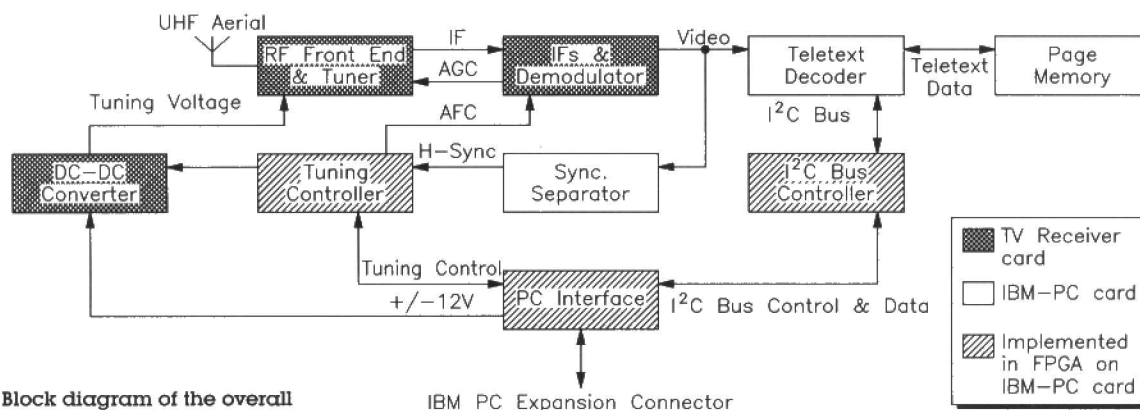 UHF Aerial
RF Front End
& Tuner
IF
AGC
IFs &
Demodulator
Video
Teletext
Decoder
Teletext
Data
Page
Memory
Tuning Voltage
AFC
I²C Bus
H-Sync
DC-DC
Converter
Tuning
Controller
Sync.
Separator
I²C Bus
Controller
Tuning Control
+/-12V
PC Interface
I²C Bus Control & Data
TV Receiver
card
IBM-PC card
Implemented
in FPGA on
IBM-PC card
Block diagram of the overall
IBM PC Expansion Connector